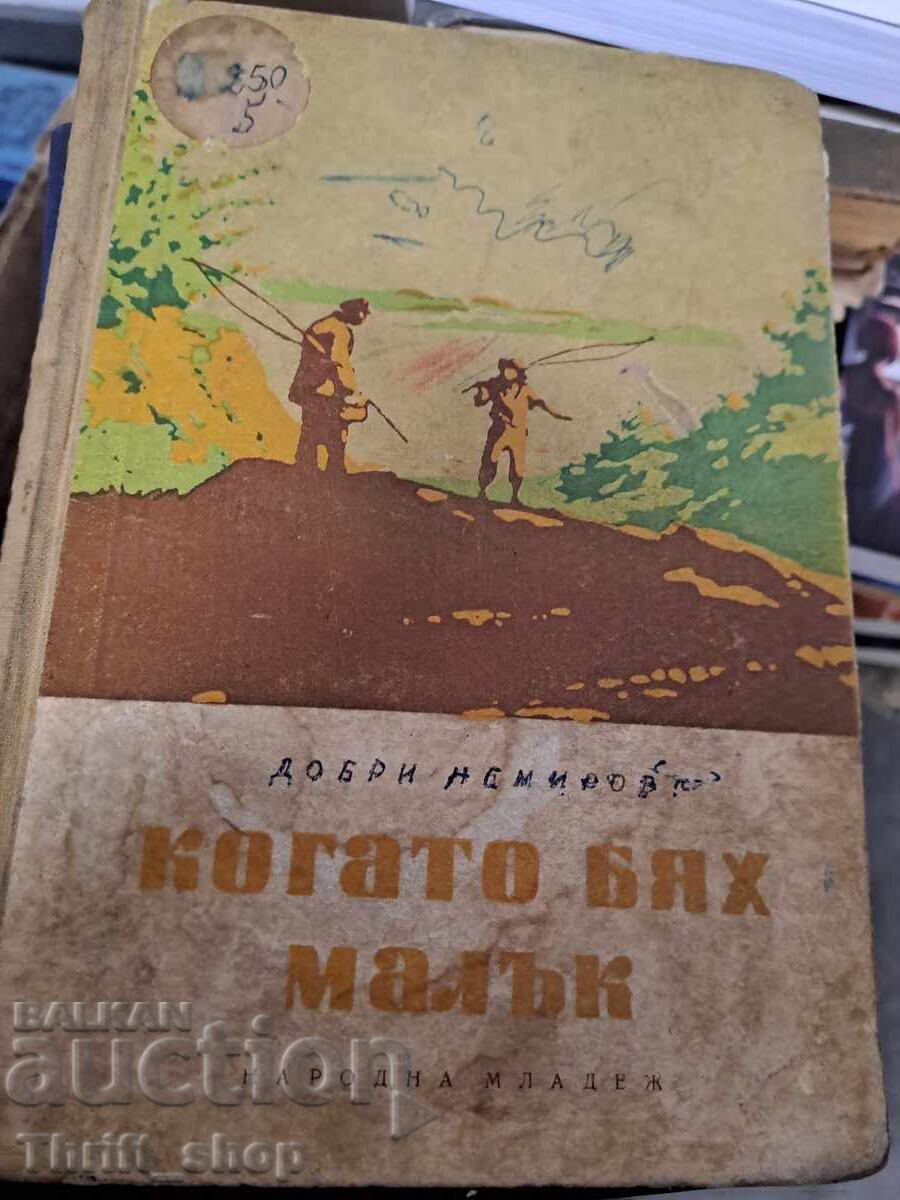 250
5
ДОБРИ НЕМИРОВ
КОГАТО БЯХ
МАЛЪК
НАРОДНА МЛАДЕЖ
BALKAN
auction
Thrift_shop